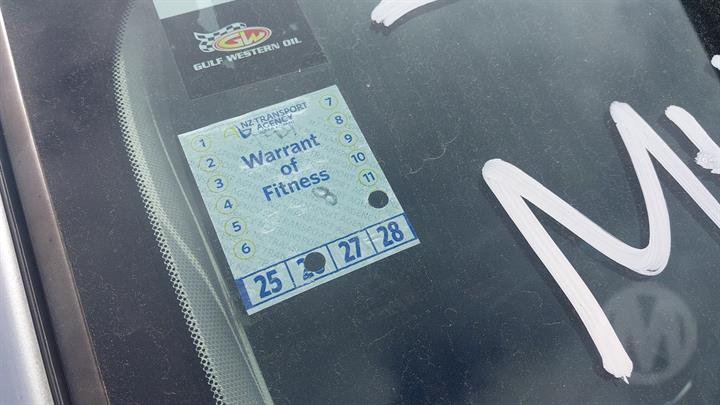 GW
GULF WESTERN OIL
NZ TRANSPORT
AGENCY
Warrant
of
Fitness
1 7
2 8
3 9
4 10
5 11
6
25 27 28
M